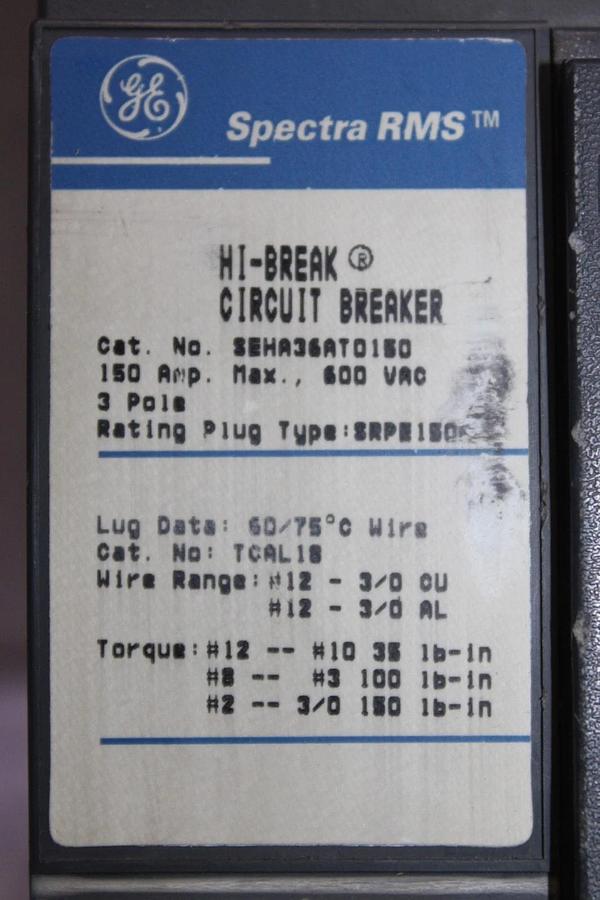 GE
Spectra RMS™
HI-BREAK ®
CIRCUIT BREAKER
Cat. No. SEHA36AT0150
150 Amp. Max., 600 VAC
3 Pole
Rating Plug Type:SRPE150
Lug Data: 60/75°C Wire
Cat. No: TCAL18
Wire Range: #12 - 3/0 CU
#12 - 3/0 AL
Torque: #12 -- #10 35 lb-in
#8 -- #3 100 lb-in
#2 -- 3/0 150 lb-in